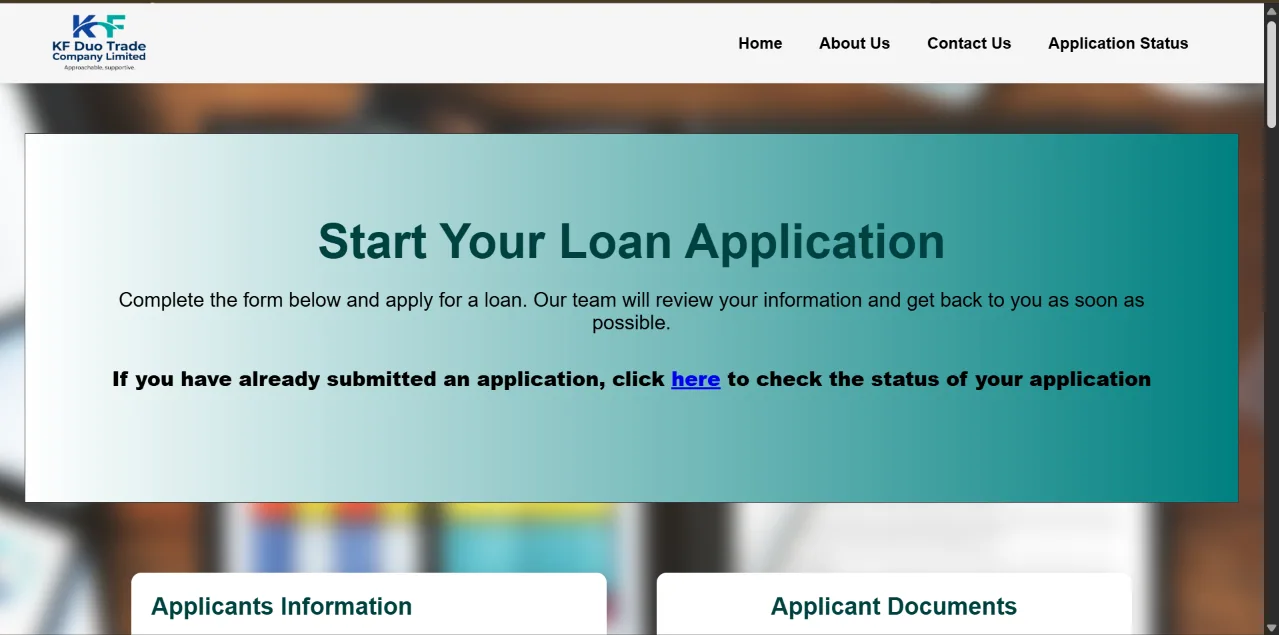 KF
KF Duo Trade
Company Limited
Approachable, supportive.
Home
About Us
Contact Us
Application Status
Start Your Loan Application
Complete the form below and apply for a loan. Our team will review your information and get back to you as soon as
possible.
If you have already submitted an application, click here to check the status of your application
Applicants Information
Applicant Documents